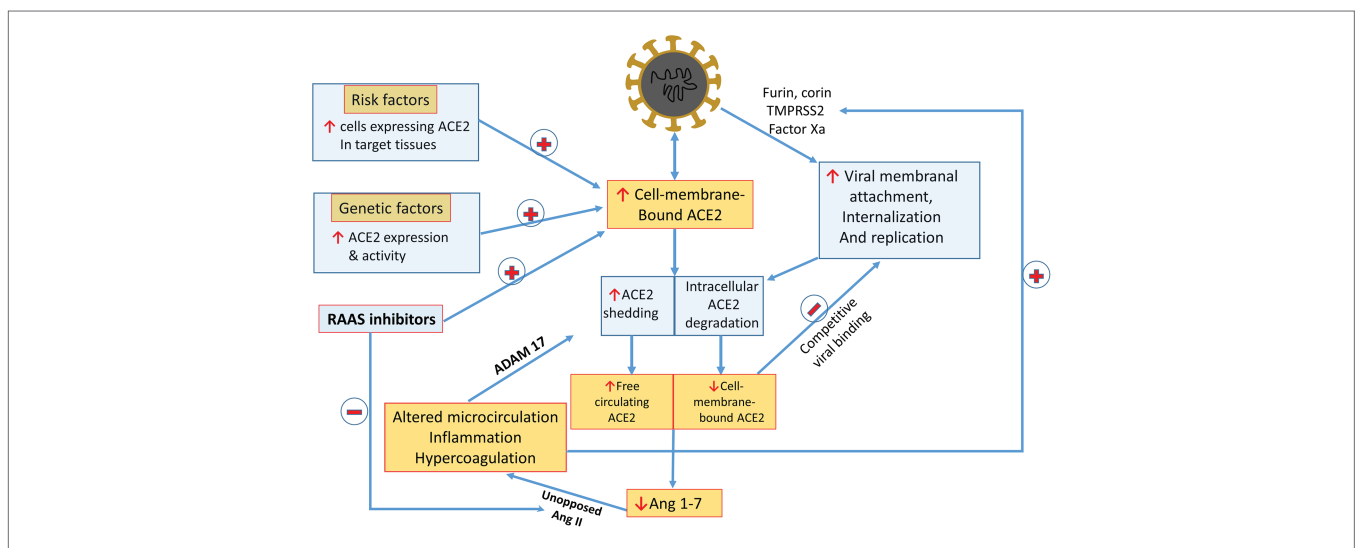 Risk factors
↑ cells expressing ACE2
In target tissues
Genetic factors
↑ ACE2 expression
& activity
RAAS inhibitors
Furin, corin
TMPRSS2
Factor Xa
↑ Cell-membrane-
Bound ACE2
↑ Viral membranal
attachment,
Internalization
And replication
↑ACE2
shedding
Intracellular
ACE2
degradation
Competitive
viral binding
ADAM 17
↑Free
circulating
ACE2
↓Cell-
membrane-
bound ACE2
Altered microcirculation
Inflammation
Hypercoagulation
Unopposed
Ang II
↓Ang 1-7